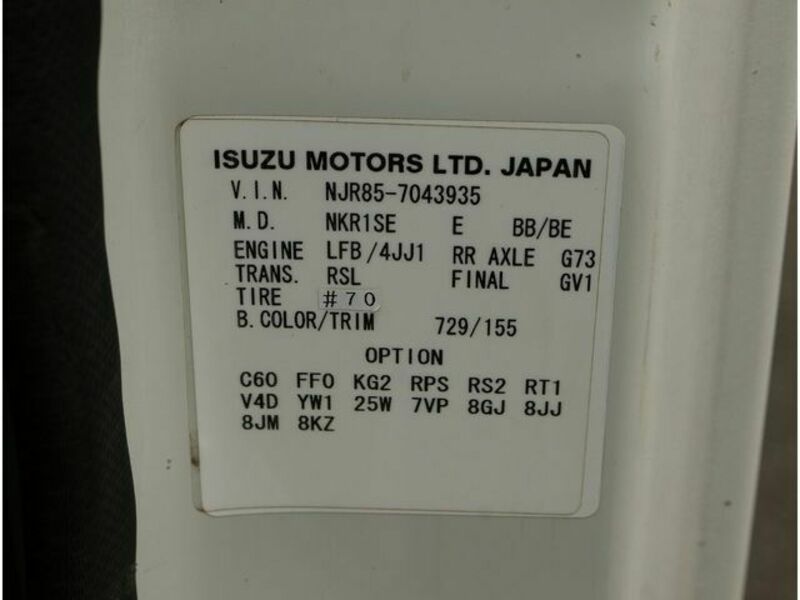 ISUZU MOTORS LTD. JAPAN
V.I.N. NJR85-7043935
M.D. NKR1SE E BB/BE
ENGINE LFB/4JJ1 RR AXLE G73
TRANS. RSL FINAL GV1
TIRE #70
B.COLOR/TRIM 729/155
OPTION
C60 FF0 KG2 RPS RS2 RT1
V4D YW1 25W 7VP 8GJ 8JJ
8JM 8KZ